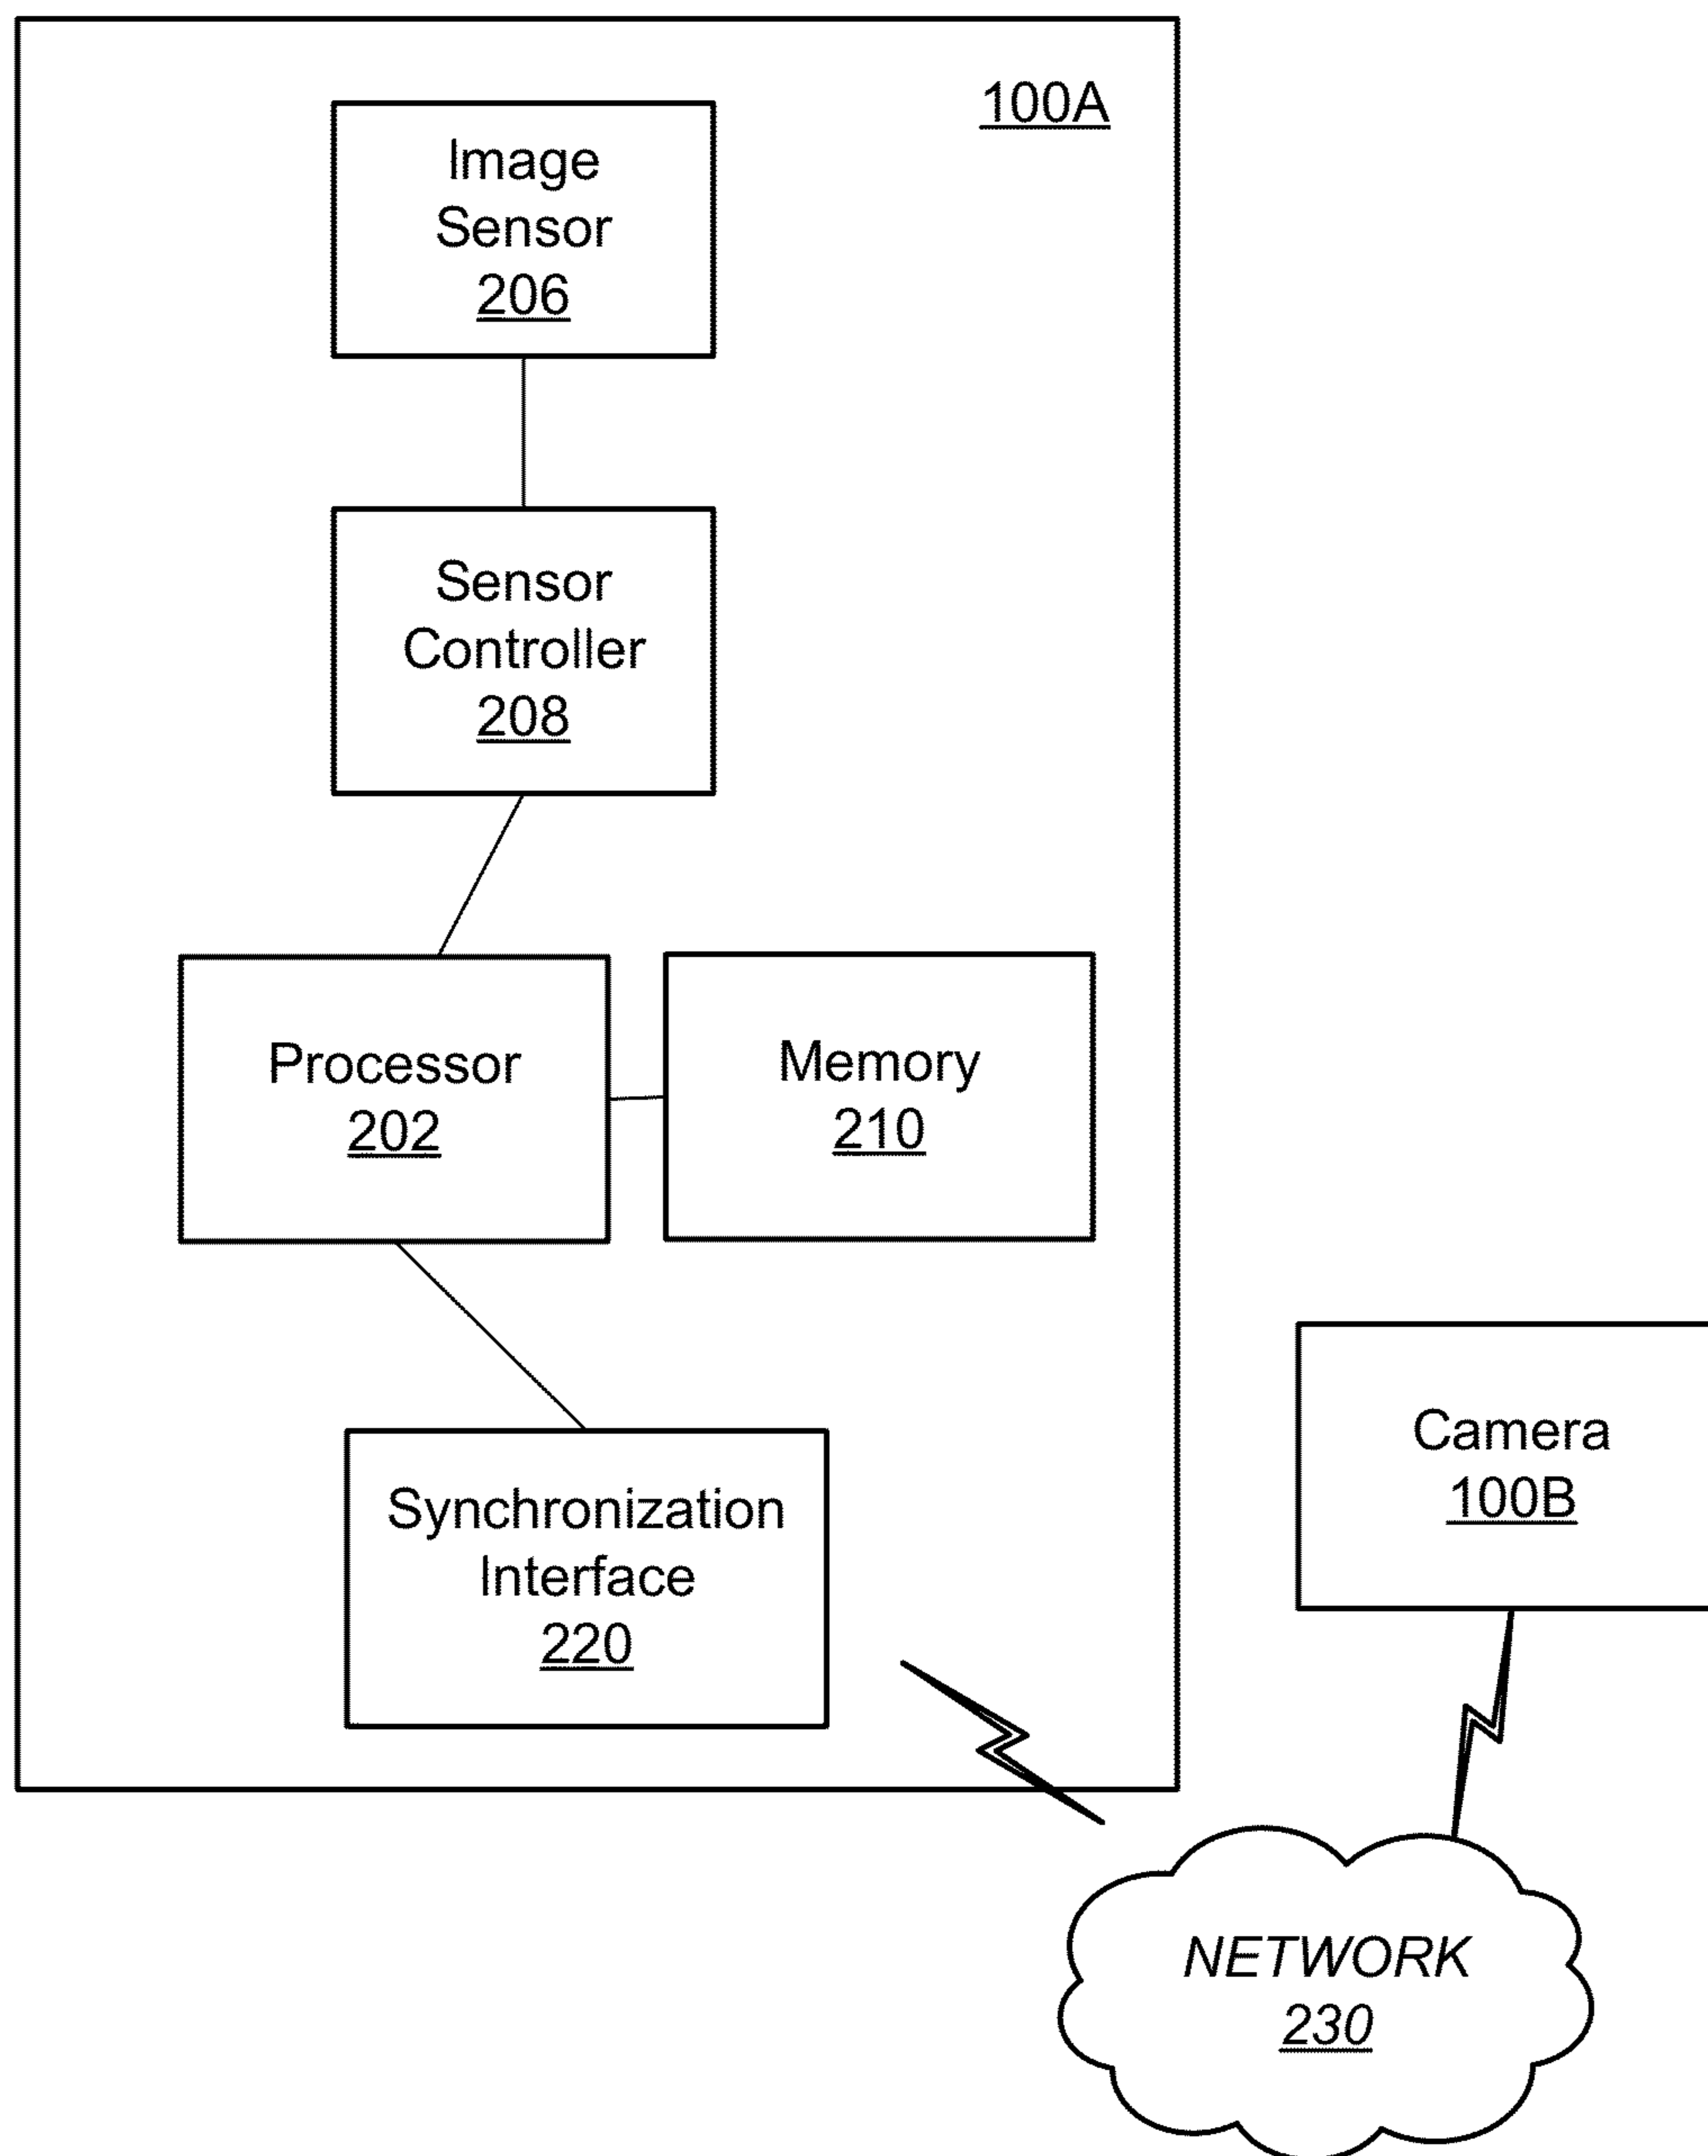 100A
Image
Sensor
206
Sensor
Controller
208
Processor
202
Memory
210
Synchronization
Interface
220
Camera
100B
NETWORK
230